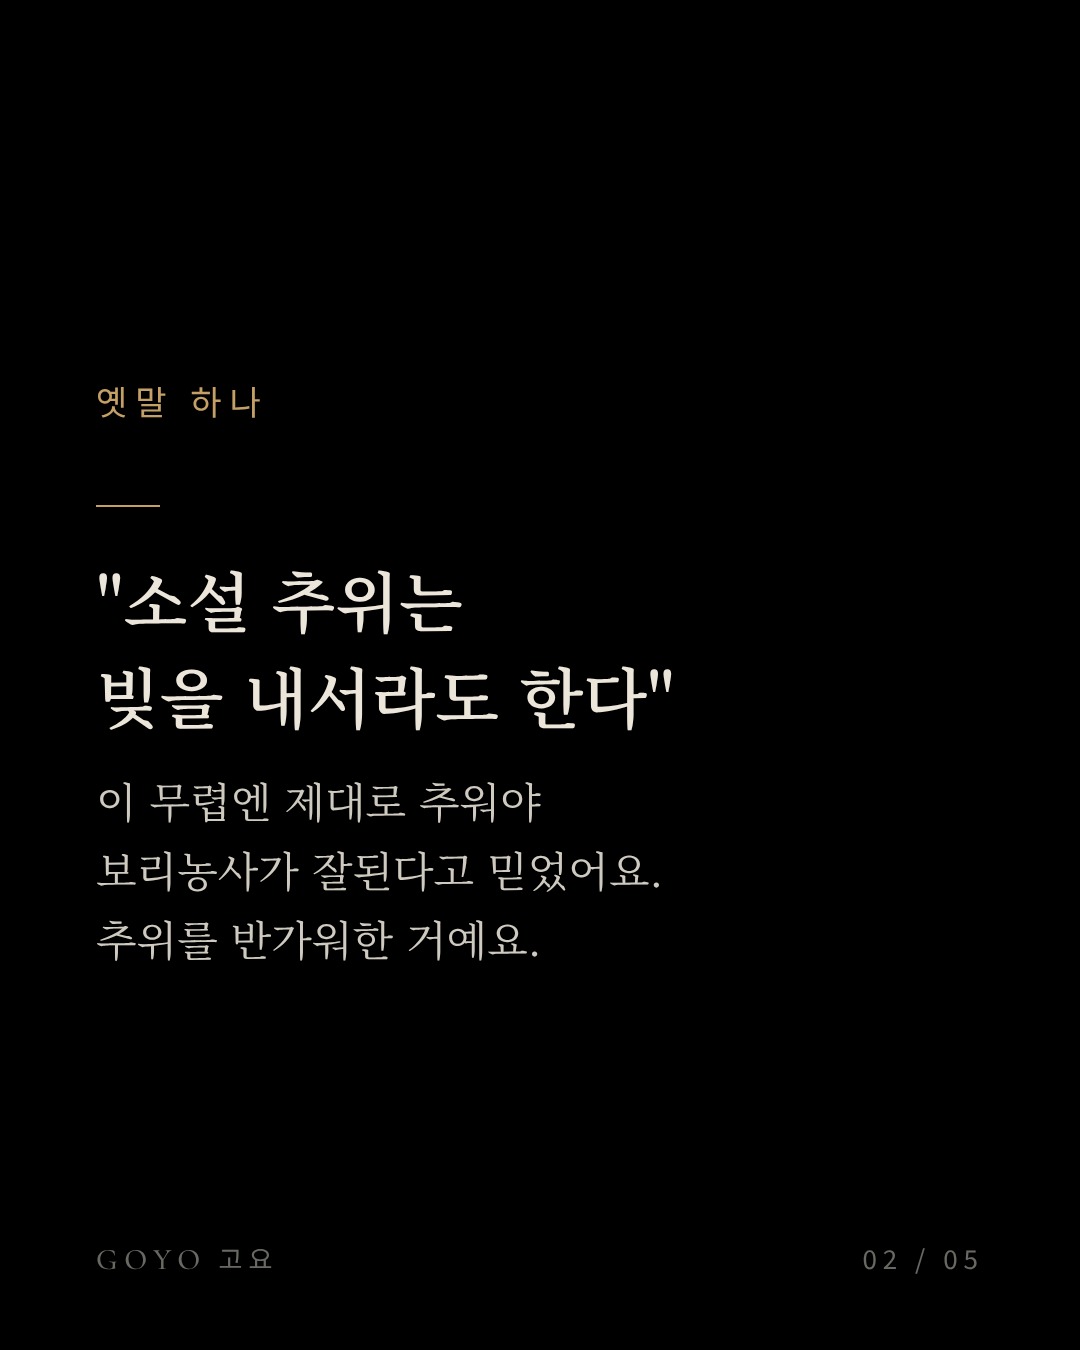 옛말 하나
"소설 추위는
빚을 내서라도 한다"
이 무렵엔 제대로 추워야
보리농사가 잘된다고 믿었어요.
추위를 반가워한 거예요.
GOYO 고요
02 / 05